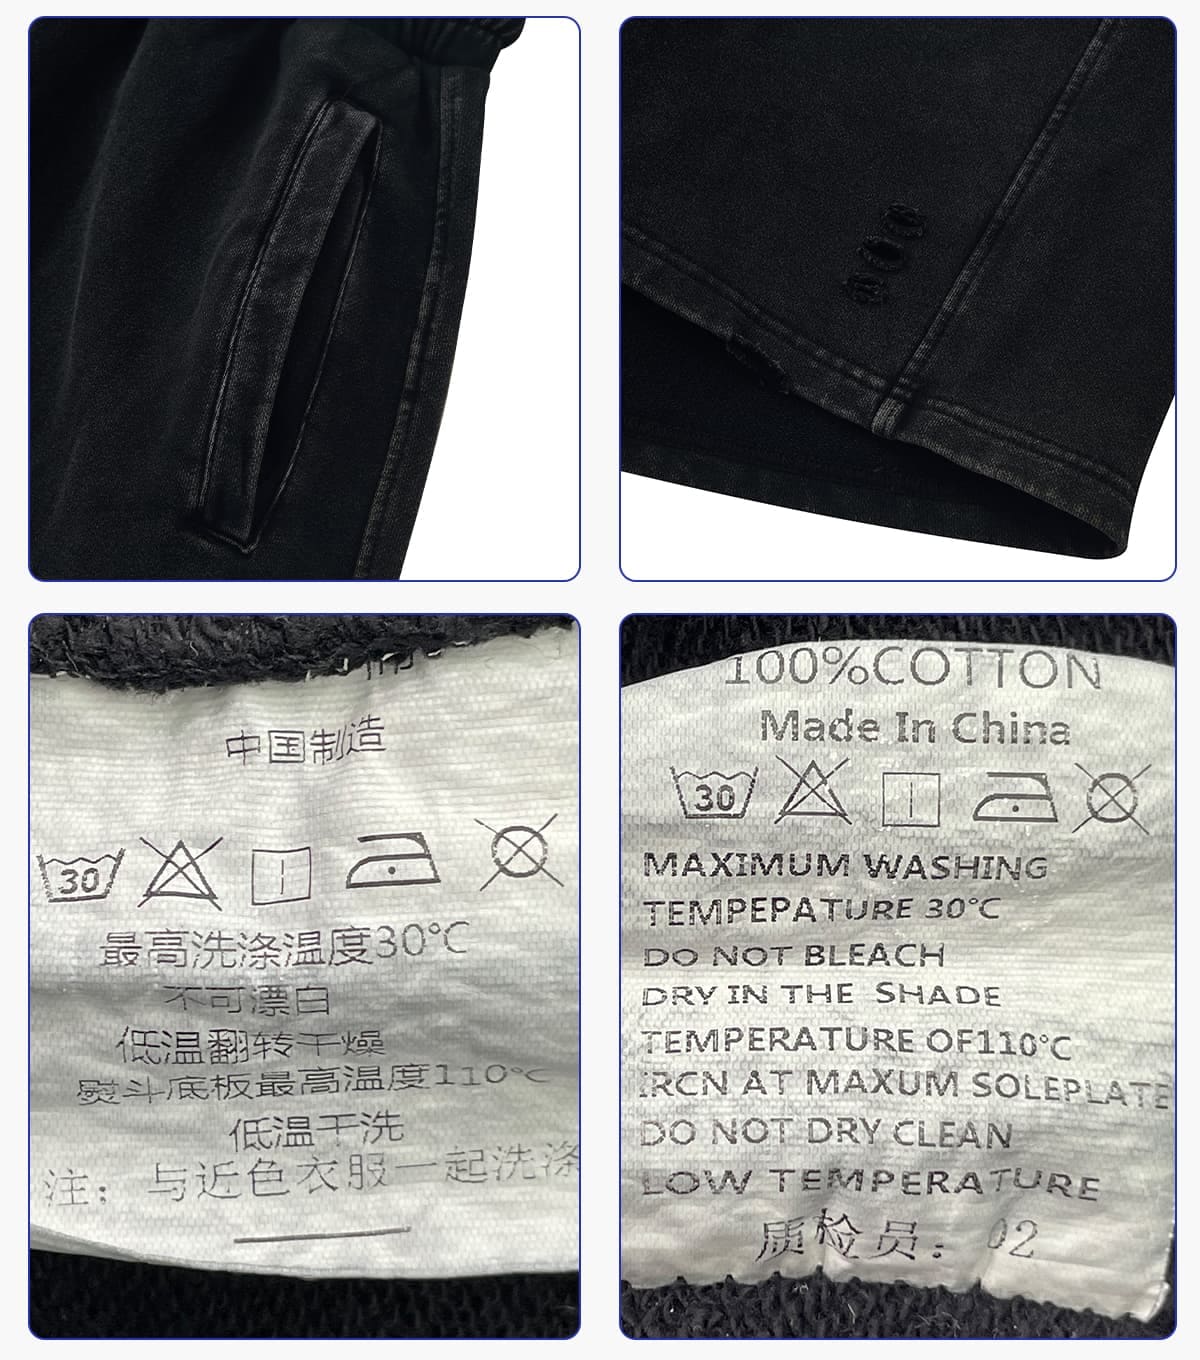 中国制造
30
最高洗涤温度30℃
不可漂白
低温翻转干燥
熨斗底板最高温度110℃
低温干洗
注：与近色衣服一起洗涤
100%COTTON
Made In China
30
MAXIMUM WASHING
TEMPEPATURE 30℃
DO NOT BLEACH
DRY IN THE SHADE
TEMPERATURE OF110℃
IRCN AT MAXUM SOLEPLATE
DO NOT DRY CLEAN
LOW TEMPERATURE
质检员：02